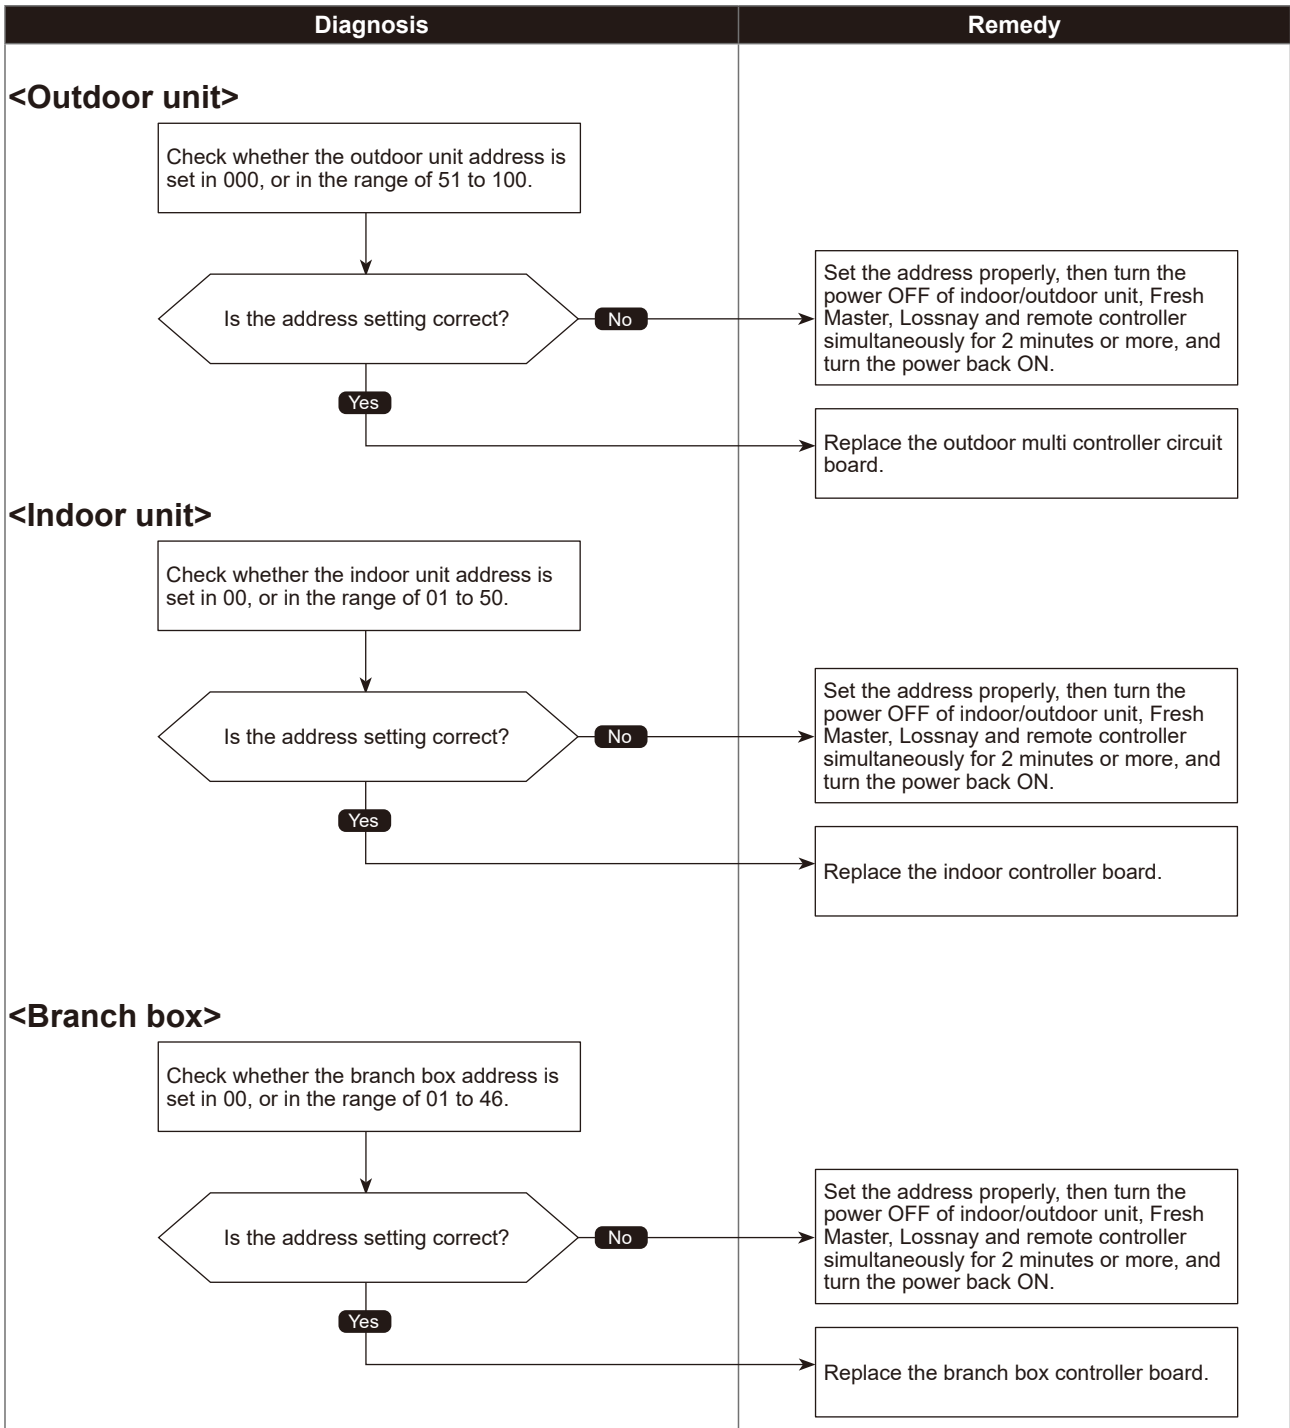 Diagnosis
Remedy
<Outdoor unit>
Check whether the outdoor unit address is
set in 000, or in the range of 51 to 100.
Is the address setting correct?
No
Set the address properly, then turn the
power OFF of indoor/outdoor unit, Fresh
Master, Lossnay and remote controller
simultaneously for 2 minutes or more, and
turn the power back ON.
Yes
Replace the outdoor multi controller circuit
board.
<Indoor unit>
Check whether the indoor unit address is
set in 00, or in the range of 01 to 50.
Is the address setting correct?
No
Set the address properly, then turn the
power OFF of indoor/outdoor unit, Fresh
Master, Lossnay and remote controller
simultaneously for 2 minutes or more, and
turn the power back ON.
Yes
Replace the indoor controller board.
<Branch box>
Check whether the branch box address is
set in 00, or in the range of 01 to 46.
Is the address setting correct?
No
Set the address properly, then turn the
power OFF of indoor/outdoor unit, Fresh
Master, Lossnay and remote controller
simultaneously for 2 minutes or more, and
turn the power back ON.
Yes
Replace the branch box controller board.